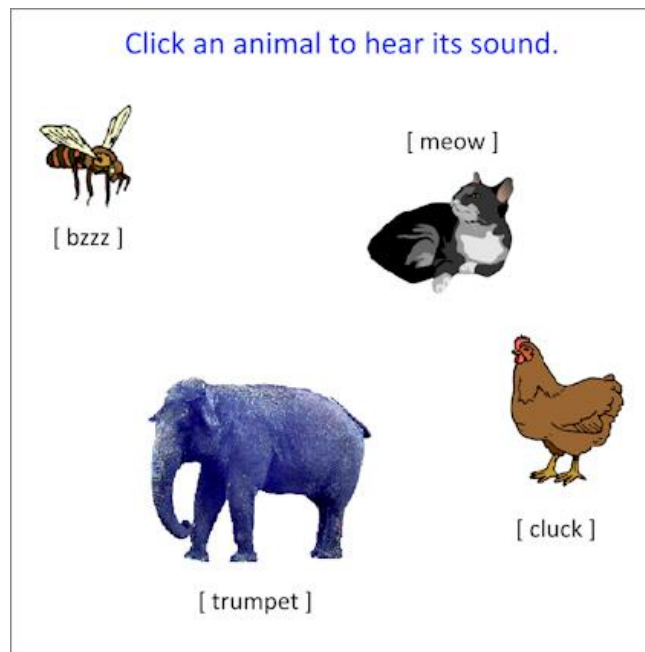 Click an animal to hear its sound.
[ meow ]
[ bzzz ]
[ cluck ]
[ trumpet ]